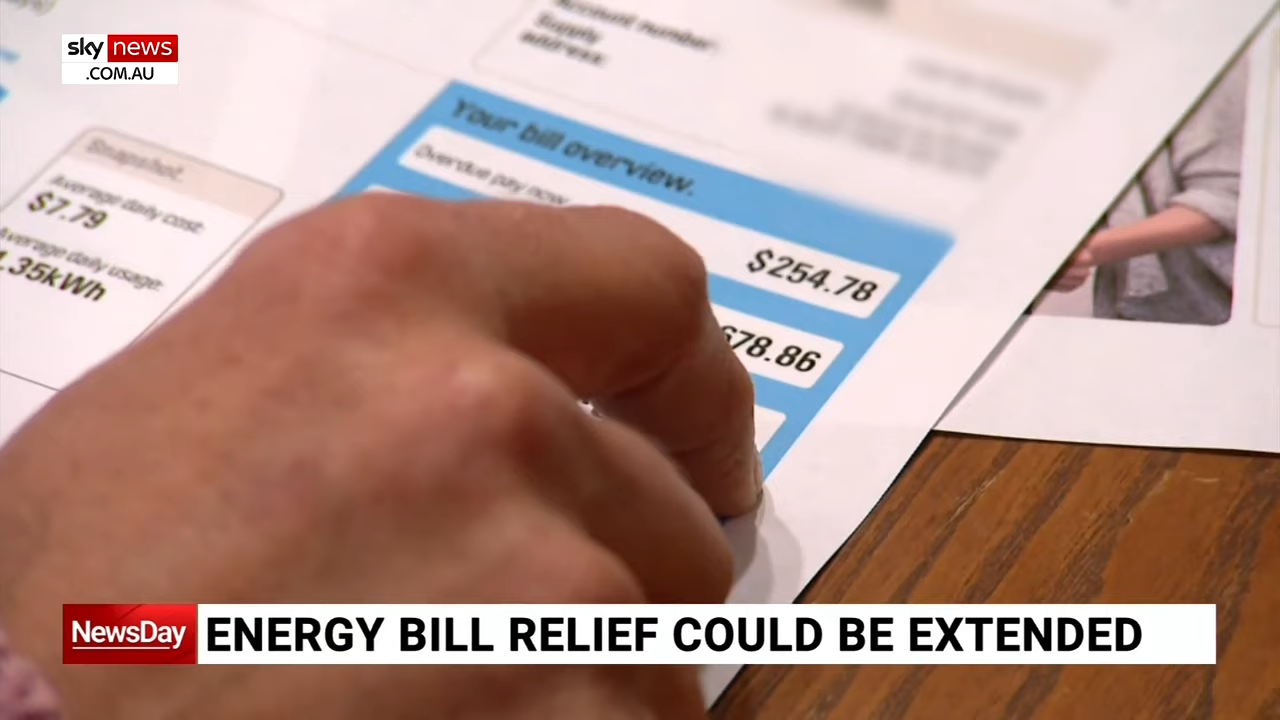 sky news
.COM.AU
Account number:
Supply
address:
Your bill overview.
Overdue pay now
$254.78
$78.86
Snapshot.
Average daily cost:
$7.79
Average daily usage:
.35kWh
NewsDay
ENERGY BILL RELIEF COULD BE EXTENDED